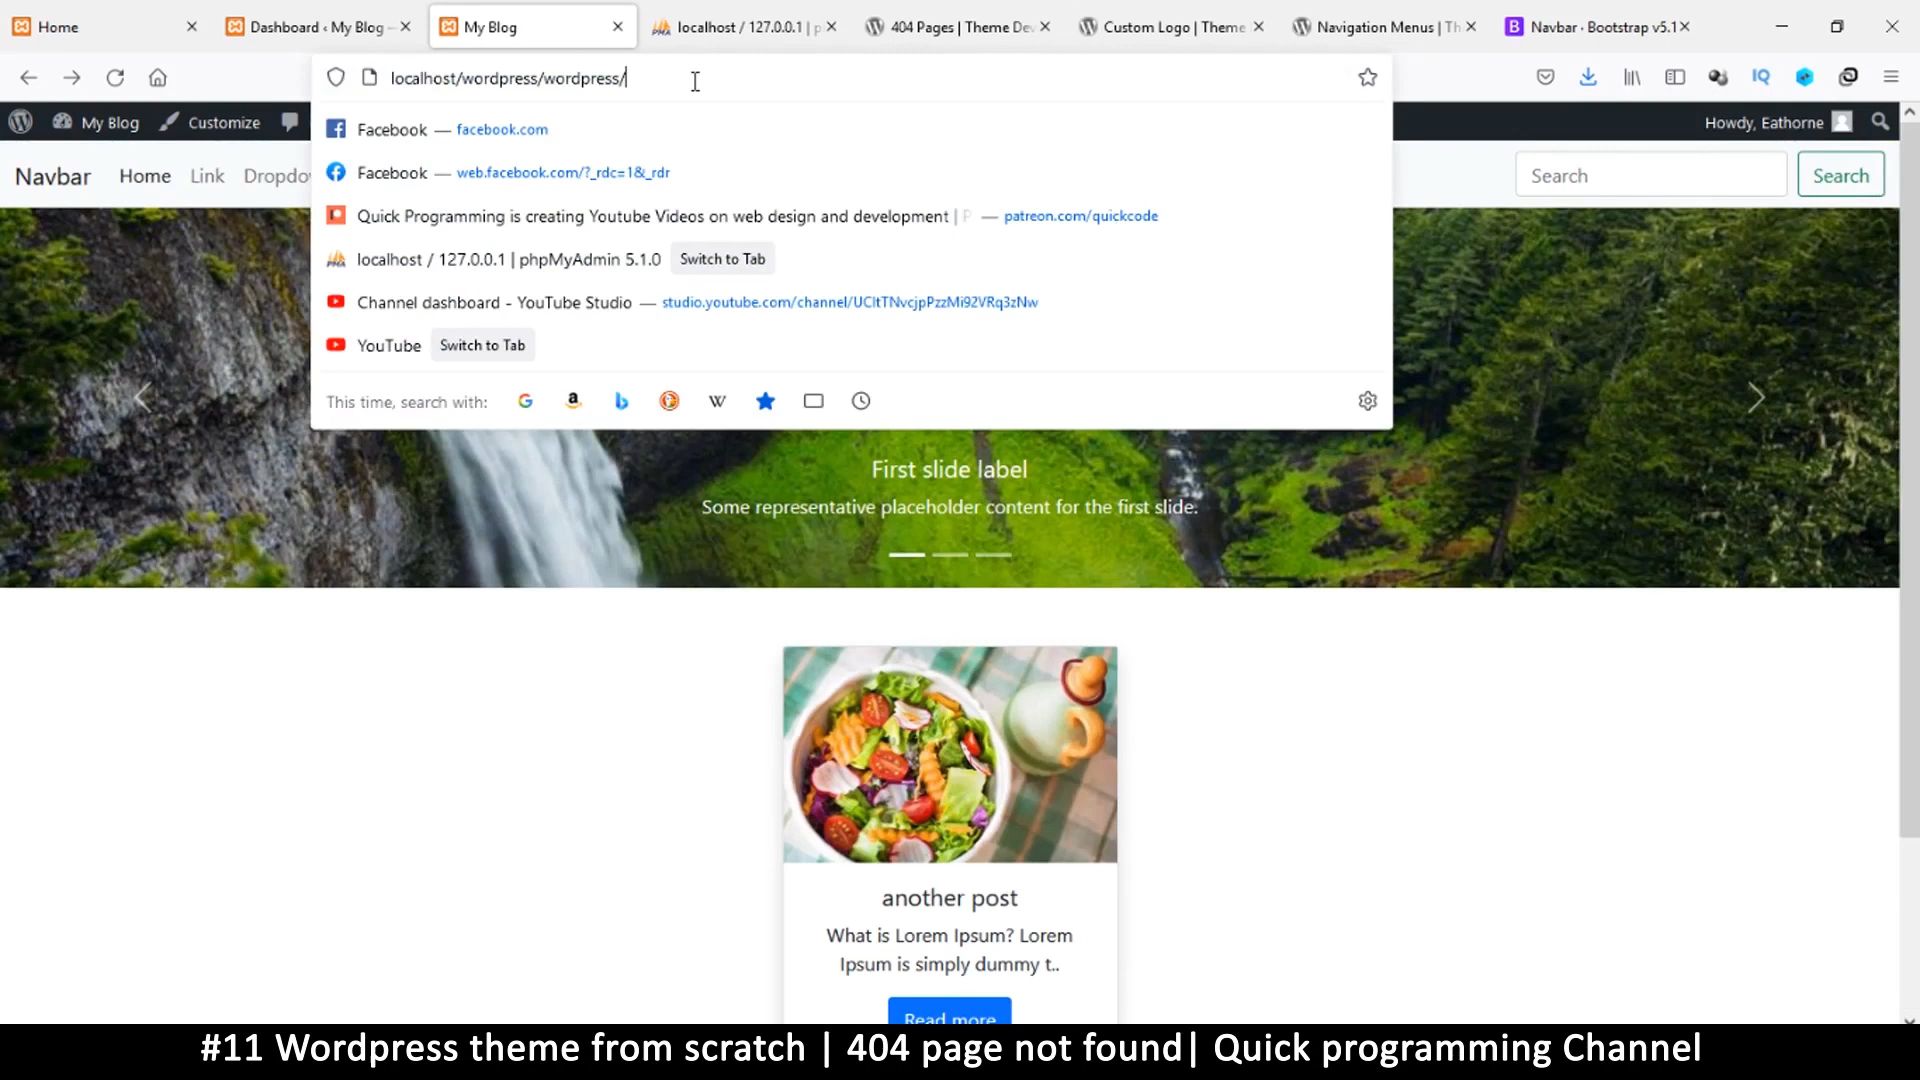 Home
Dashboard ‹ My Blog –
My Blog
localhost / 127.0.0.1 | p
404 Pages | Theme De
Custom Logo | Theme
Navigation Menus | Th
Navbar · Bootstrap v5.1
localhost/wordpress/wordpress/
Facebook — facebook.com
Facebook — web.facebook.com/?_rdc=1&_rdr
Quick Programming is creating Youtube Videos on web design and development | P — patreon.com/quickcode
localhost / 127.0.0.1 | phpMyAdmin 5.1.0 Switch to Tab
Channel dashboard - YouTube Studio — studio.youtube.com/channel/UCltTNvcjpPzzMi92VRq3zNw
YouTube Switch to Tab
This time, search with:
My Blog Customize
Howdy, Eathorne
Navbar Home Link Dropdo
Search Search
First slide label
Some representative placeholder content for the first slide.
another post
What is Lorem Ipsum? Lorem
Ipsum is simply dummy t..
Read more
#11 Wordpress theme from scratch | 404 page not found| Quick programming Channel